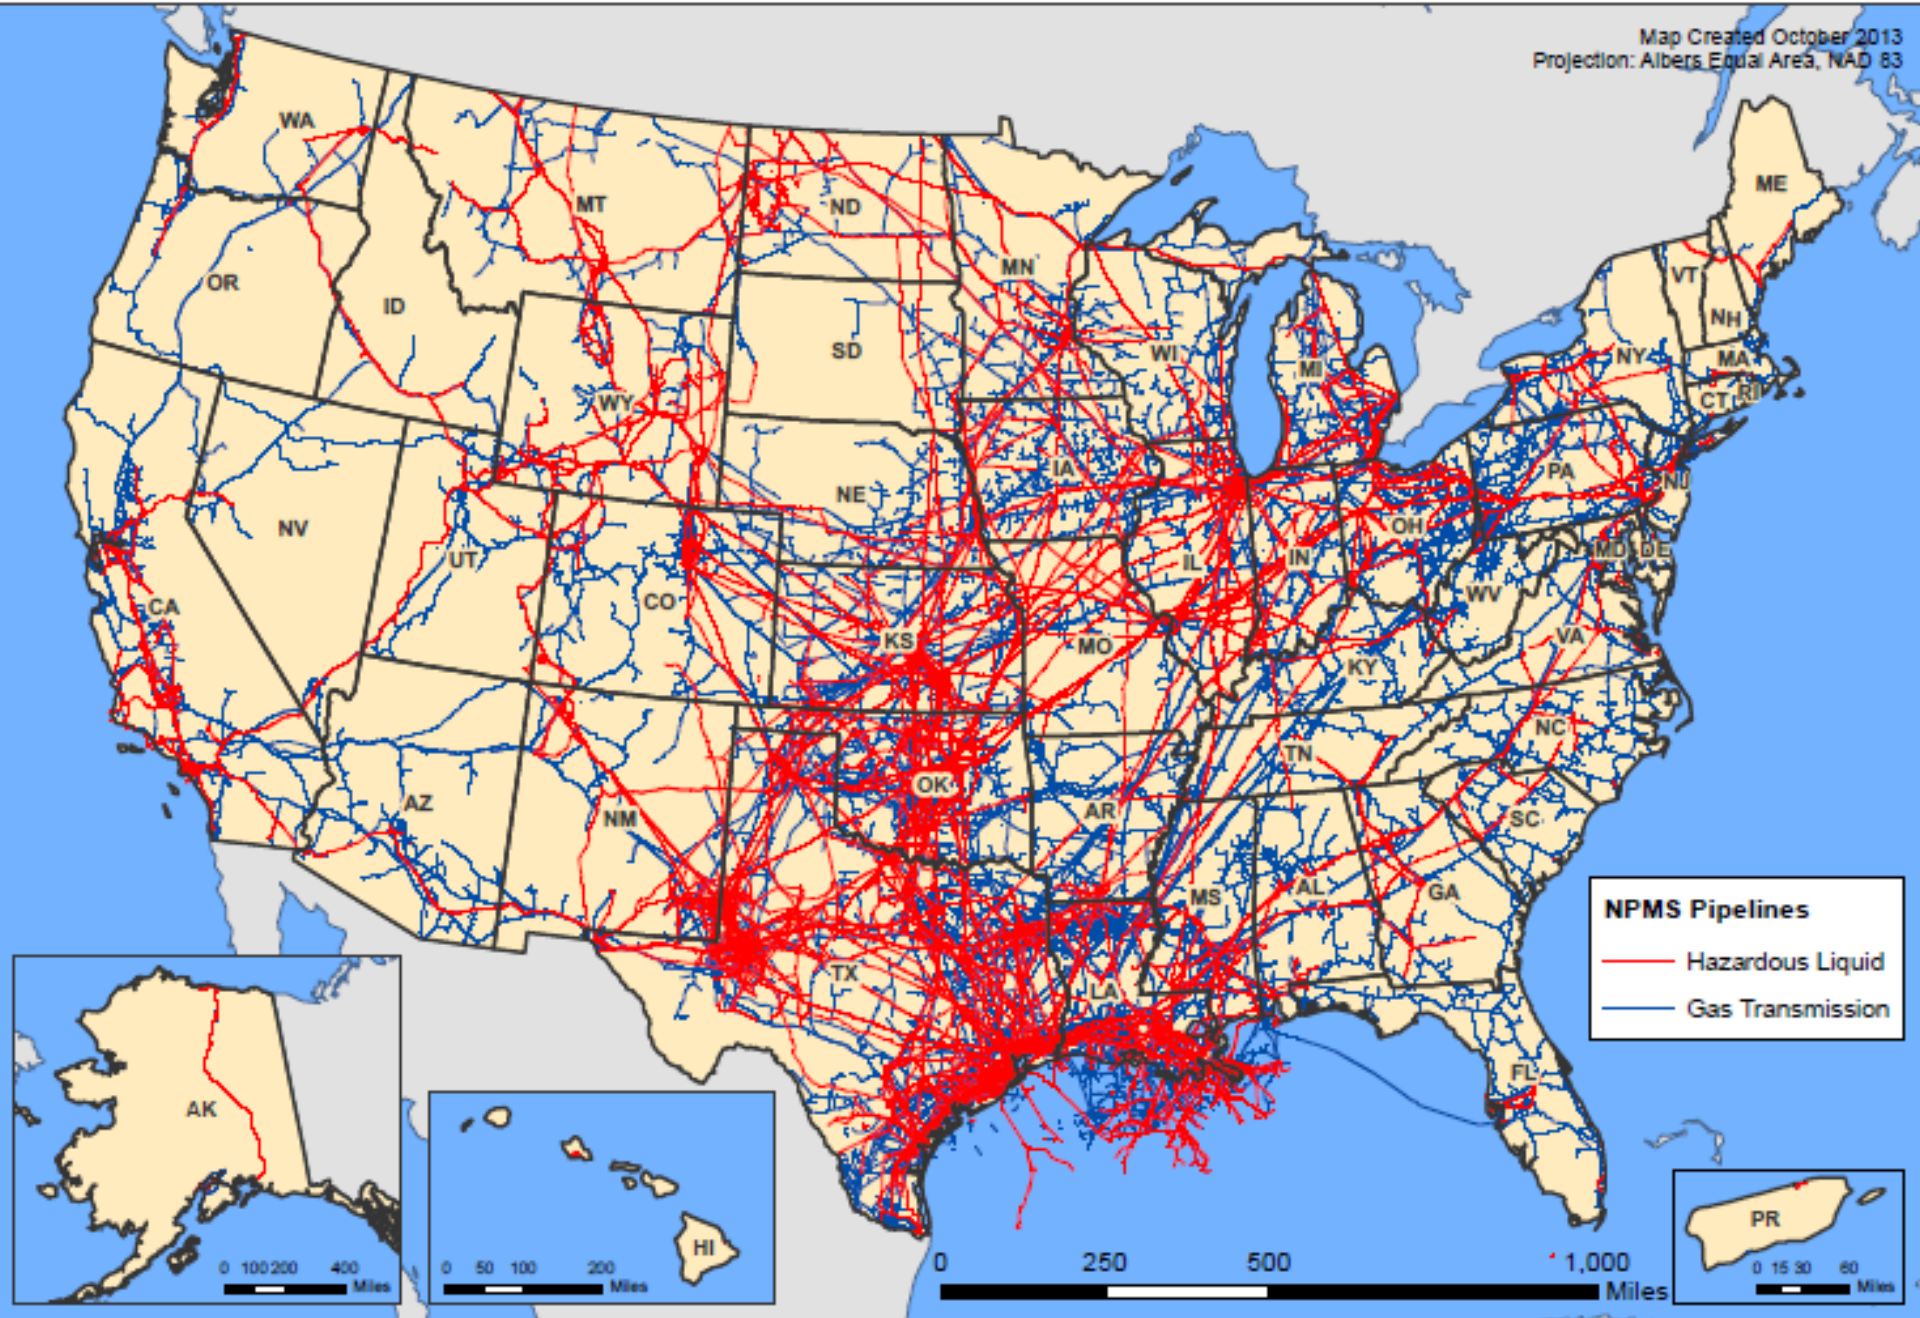 Map Created October 2013
Projection: Albers Equal Area, NAD 83
WA
MT
ND
MN
ME
OR
ID
SD
WI
MI
VT
NH
NY
MA
CT
RI
WY
NE
IA
PA
NJ
NV
UT
CO
IL
IN
OH
MD
DE
WV
CA
KS
MO
KY
VA
AZ
NM
OK
AR
TN
NC
SC
TX
LA
MS
AL
GA
FL
NPMS Pipelines
Hazardous Liquid
Gas Transmission
AK
0 100 200 400
Miles
HI
0 50 100 200
Miles
0 250 500 1,000
Miles
PR
0 15 30 60
Miles